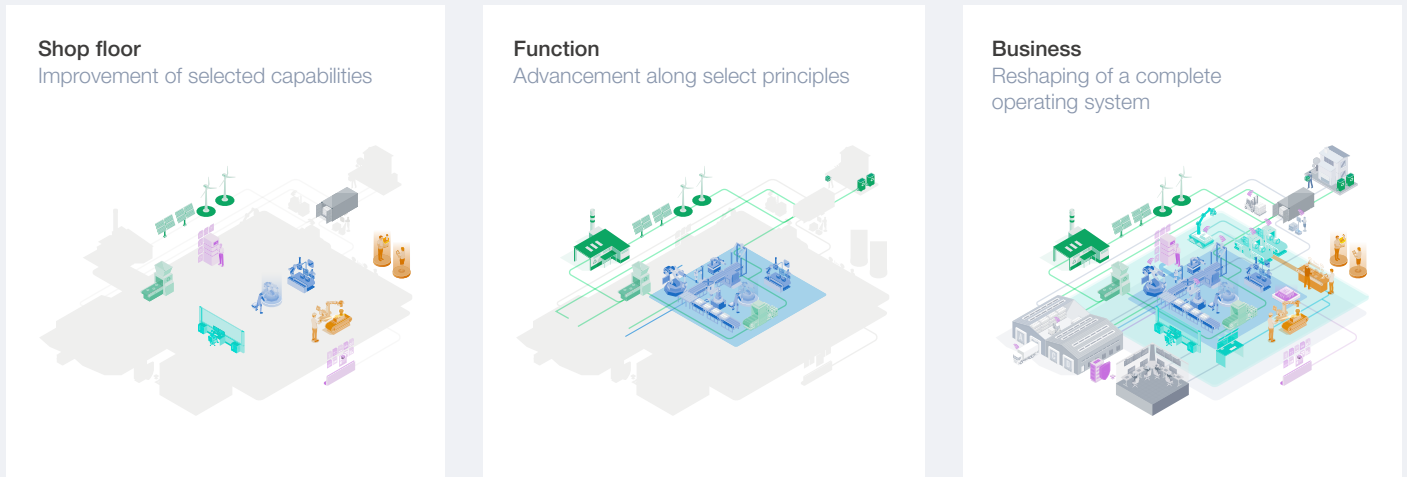 Shop floor
Improvement of selected capabilities
Function
Advancement along select principles
Business
Reshaping of a complete
operating system